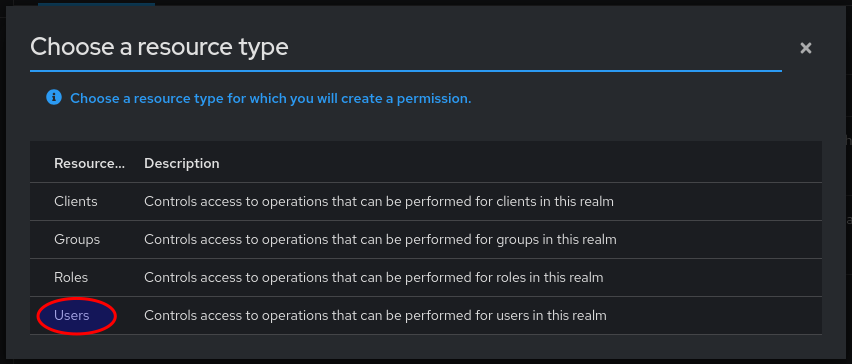 Choose a resource type
Choose a resource type for which you will create a permission.
Resource... Description
Clients Controls access to operations that can be performed for clients in this realm
Groups Controls access to operations that can be performed for groups in this realm
Roles Controls access to operations that can be performed for roles in this realm
Users Controls access to operations that can be performed for users in this realm